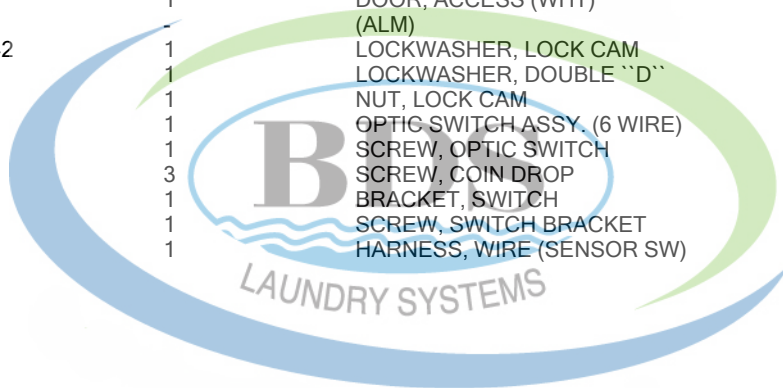 1 DOOR, ACCESS (WHT)
- (ALM)
2 1 LOCKWASHER, LOCK CAM
1 LOCKWASHER, DOUBLE ``D``
1 NUT, LOCK CAM
1 OPTIC SWITCH ASSY. (6 WIRE)
1 SCREW, OPTIC SWITCH
3 SCREW, COIN DROP
1 BRACKET, SWITCH
1 SCREW, SWITCH BRACKET
1 HARNESS, WIRE (SENSOR SW)
BDS
LAUNDRY SYSTEMS